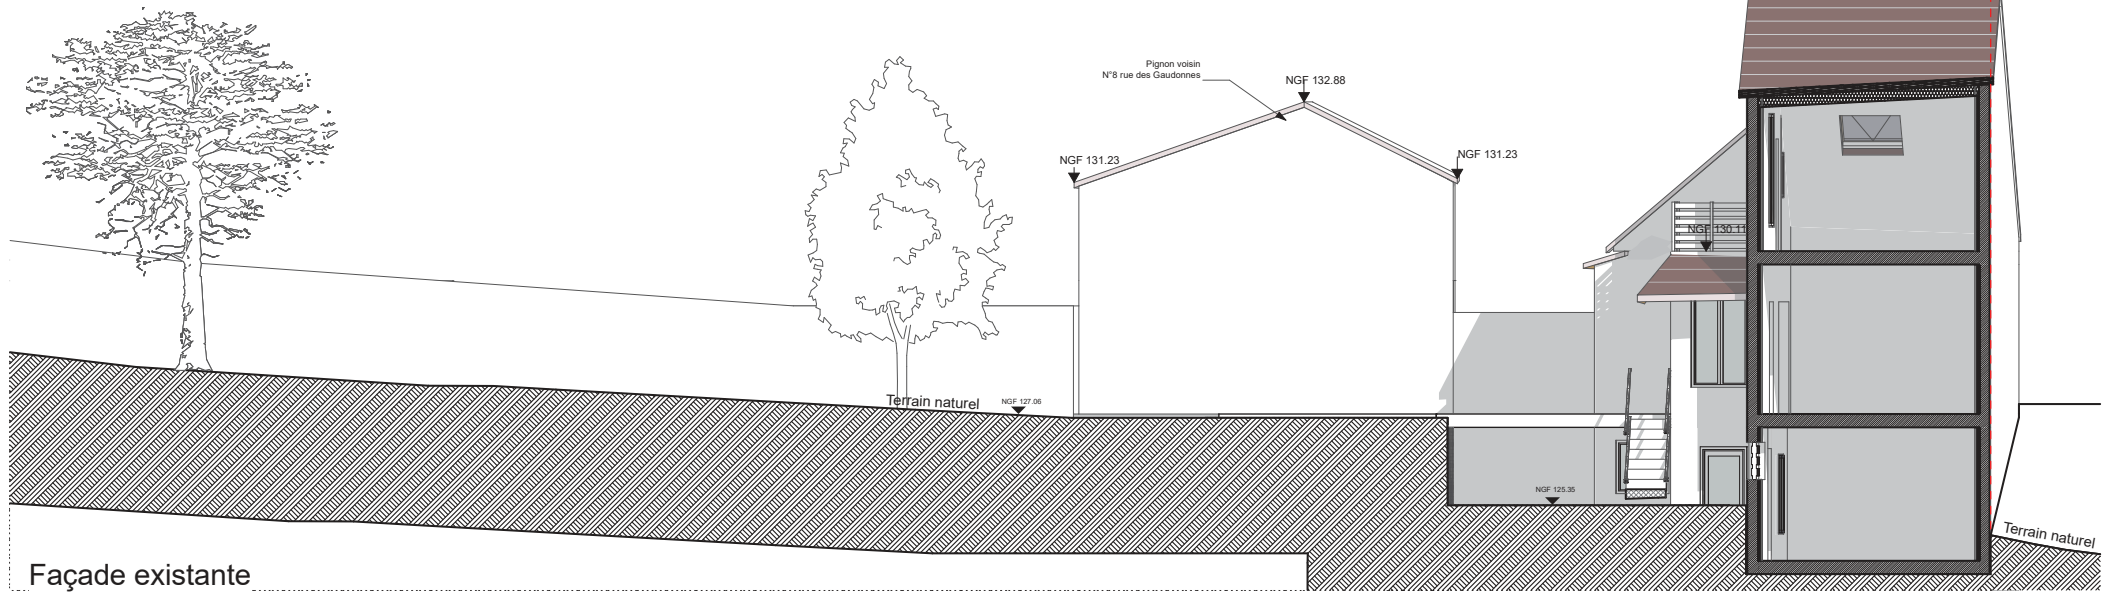 Pignon voisin
N°8 rue des Gaudonnes
NGF 132.88
NGF 131.23
NGF 131.23
NGF 130.11
Terrain naturel
NGF 127.06
NGF 125.35
Terrain naturel
Façade existante